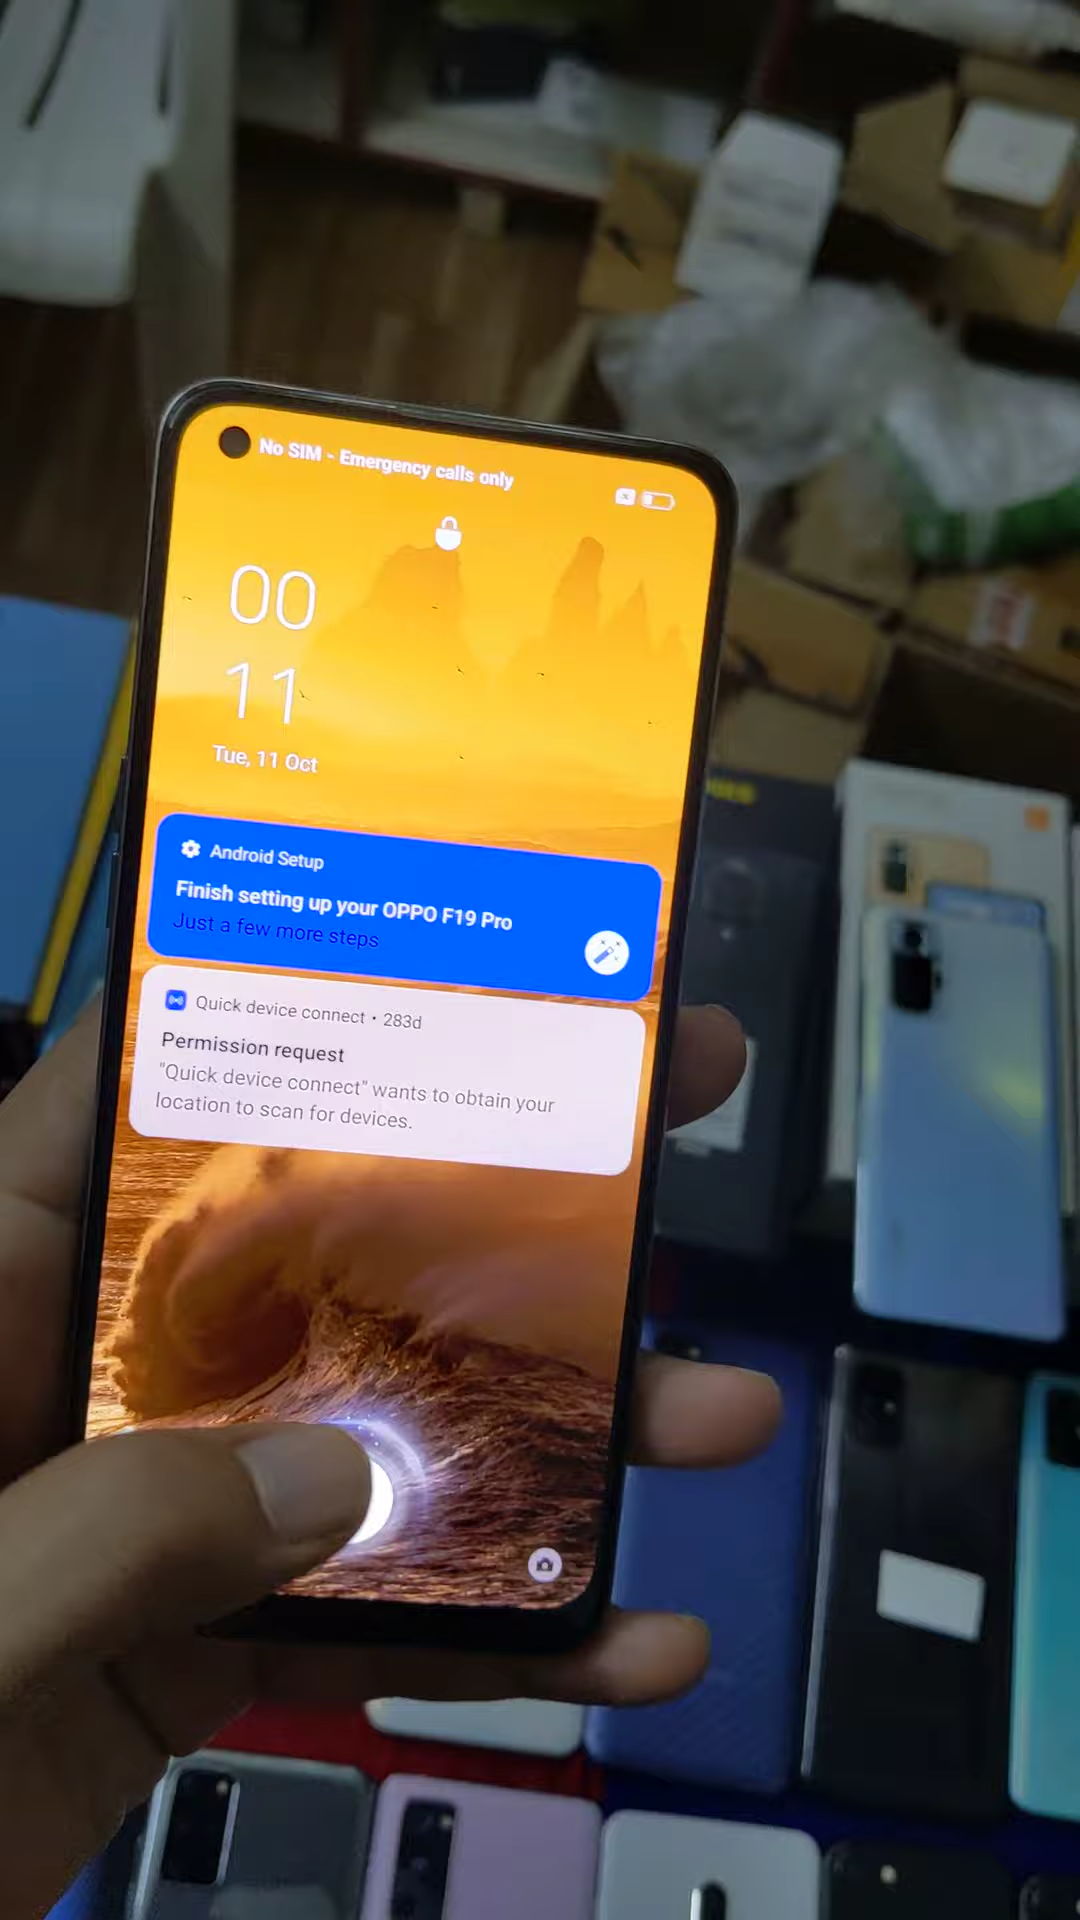 No SIM - Emergency calls only
00
11
Tue, 11 Oct
Android Setup
Finish setting up your OPPO F19 Pro
Just a few more steps
Quick device connect • 283d
Permission request
"Quick device connect" wants to obtain your
location to scan for devices.